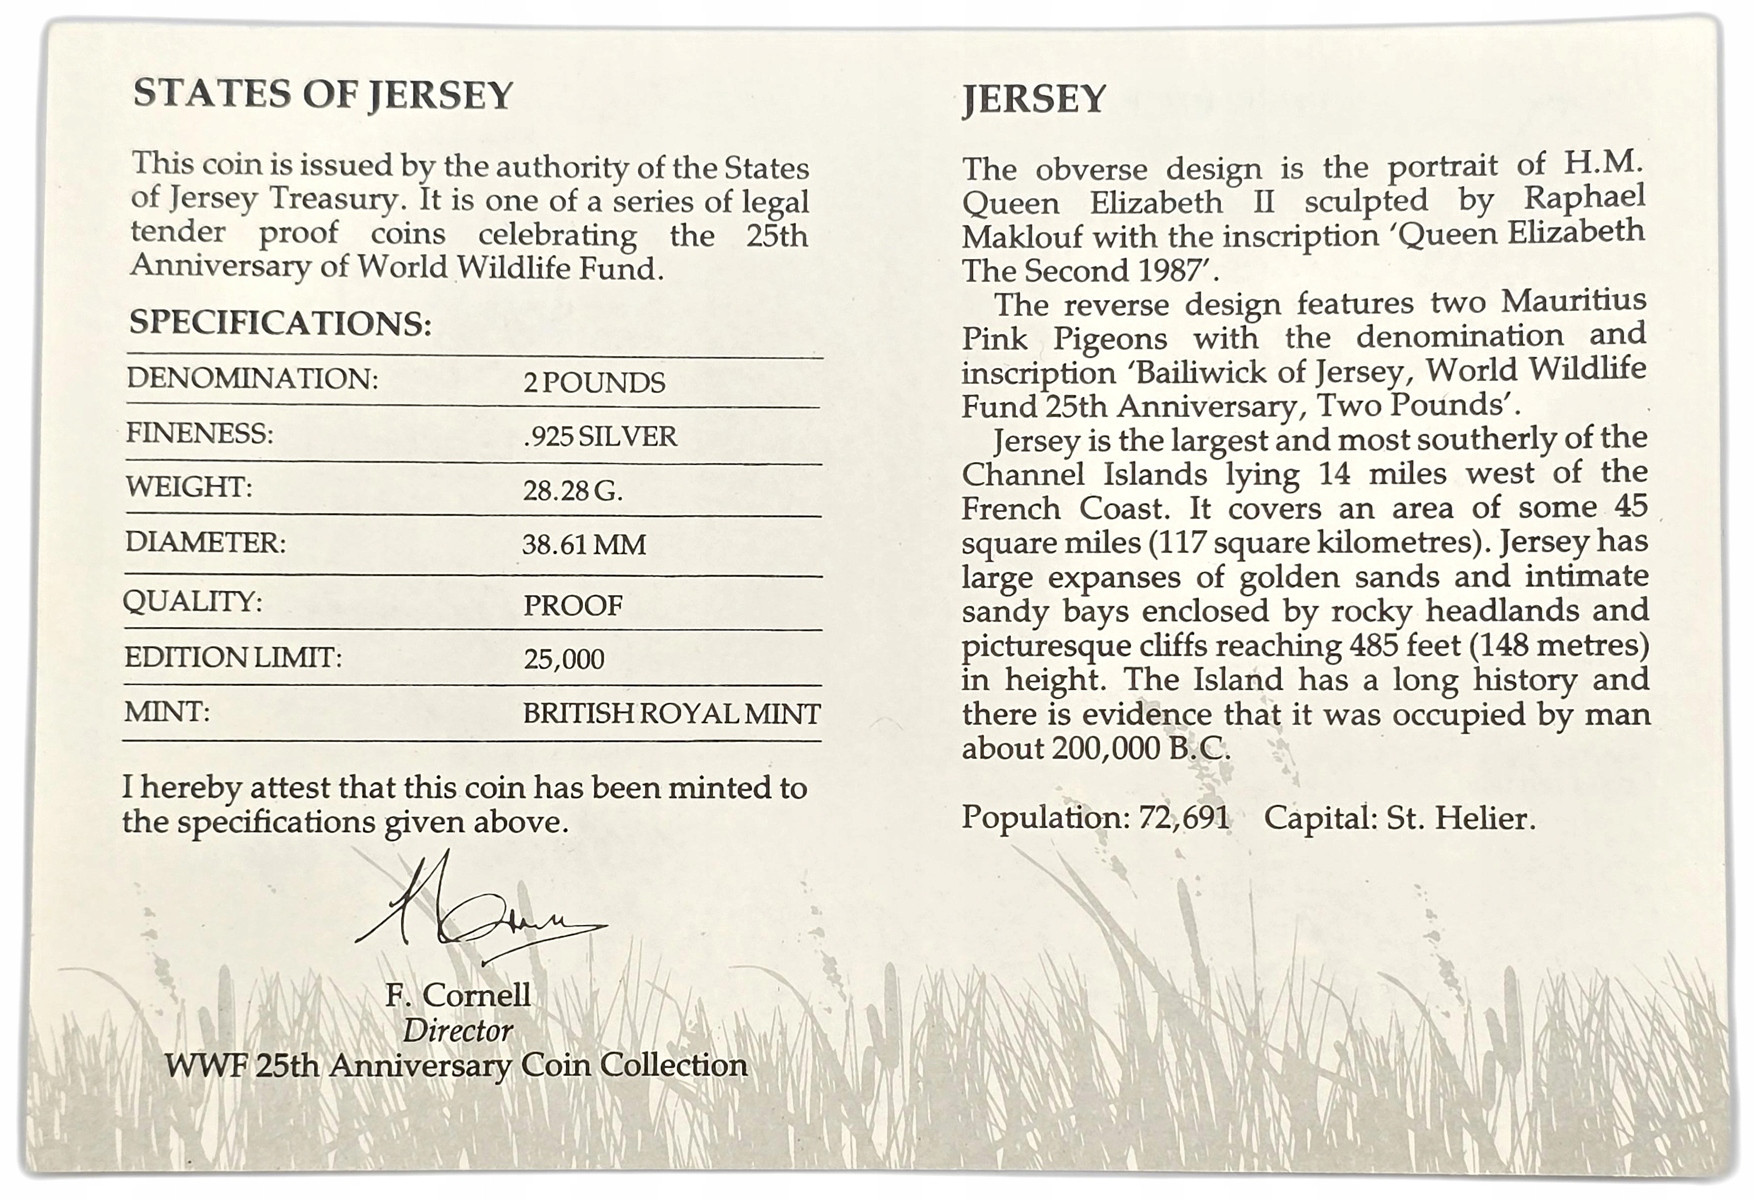 STATES OF JERSEY
This coin is issued by the authority of the States
of Jersey Treasury. It is one of a series of legal
tender proof coins celebrating the 25th
Anniversary of World Wildlife Fund.
SPECIFICATIONS:
DENOMINATION: 2 POUNDS
FINENESS: .925 SILVER
WEIGHT: 28.28 G.
DIAMETER: 38.61 MM
QUALITY: PROOF
EDITION LIMIT: 25,000
MINT: BRITISH ROYAL MINT
I hereby attest that this coin has been minted to
the specifications given above.
F. Cornell
Director
WWF 25th Anniversary Coin Collection
JERSEY
The obverse design is the portrait of H.M.
Queen Elizabeth II sculpted by Raphael
Maklouf with the inscription ‘Queen Elizabeth
The Second 1987’.
The reverse design features two Mauritius
Pink Pigeons with the denomination and
inscription ‘Bailiwick of Jersey, World Wildlife
Fund 25th Anniversary, Two Pounds’.
Jersey is the largest and most southerly of the
Channel Islands lying 14 miles west of the
French Coast. It covers an area of some 45
square miles (117 square kilometres). Jersey has
large expanses of golden sands and intimate
sandy bays enclosed by rocky headlands and
picturesque cliffs reaching 485 feet (148 metres)
in height. The Island has a long history and
there is evidence that it was occupied by man
about 200,000 B.C.
Population: 72,691 Capital: St. Helier.